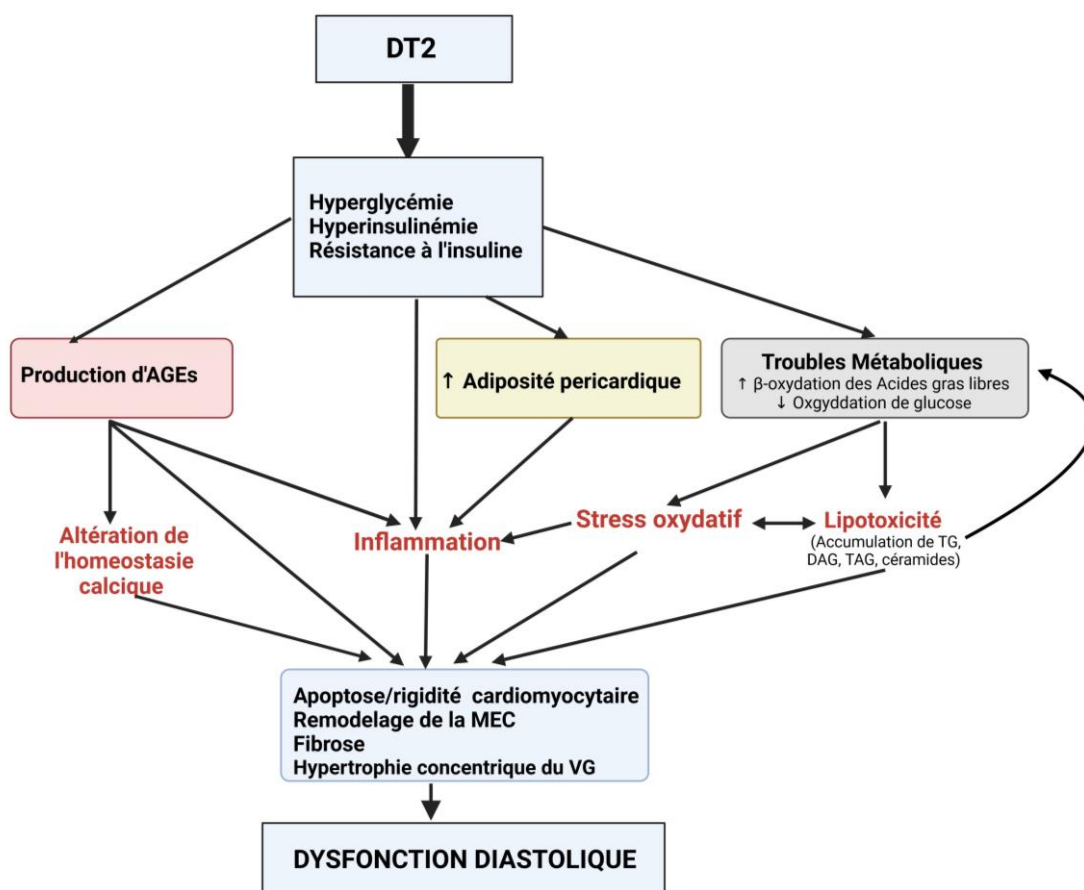 DT2
Hyperglycémie
Hyperinsulinémie
Résistance à l'insuline
Production d'AGEs
↑ Adiposité pericardique
Troubles Métaboliques
↑ β-oxydation des Acides gras libres
↓ Oxgyddation de glucose
Altération de
l'homeostasie
calcique
Inflammation
Stress oxydatif
Lipotoxicité
(Accumulation de TG,
DAG, TAG, céramides)
Apoptose/rigidité cardiomyocytaire
Remodelage de la MEC
Fibrose
Hypertrophie concentrique du VG
DYSFONCTION DIASTOLIQUE